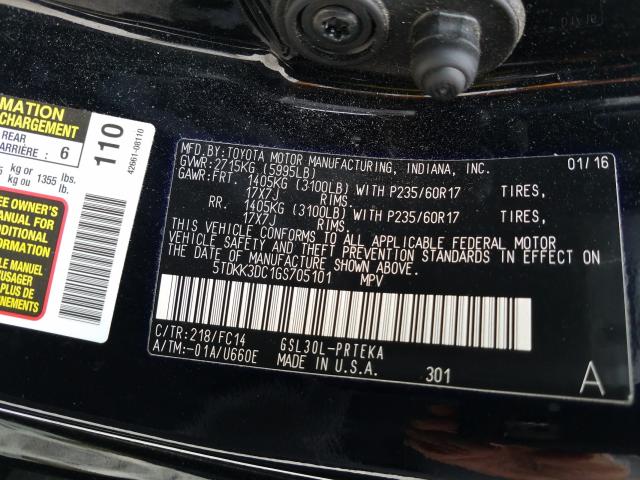 MATION
CHARGEMENT
REAR
ARRIÈRE 6
kg or 1355 lbs.
kg ou lb.
E OWNER'S
MANUAL FOR
DDITIONAL
FORMATION
LE MANUEL
USAGER
PLUS DE
GNEMENTS
110
42661-08110
MFD. BY: TOYOTA MOTOR MANUFACTURING, INDIANA, INC. 01/16
GVWR: 2715KG (5995LB)
GAWR: FRT. 1405KG (3100LB) WITH P235/60R17 TIRES,
17X7J RIMS.
RR. 1405KG (3100LB) WITH P235/60R17 TIRES,
17X7J RIMS.
THIS VEHICLE CONFORMS TO ALL APPLICABLE FEDERAL MOTOR
VEHICLE SAFETY AND THEFT PREVENTION STANDARDS IN EFFECT ON
THE DATE OF MANUFACTURE SHOWN ABOVE.
5TDKK3DC1GS705101 MPV
C/TR: 218/FC14 GSL30L-PRTEKA
A/TM:-01A/U660E MADE IN U.S.A. 301 A